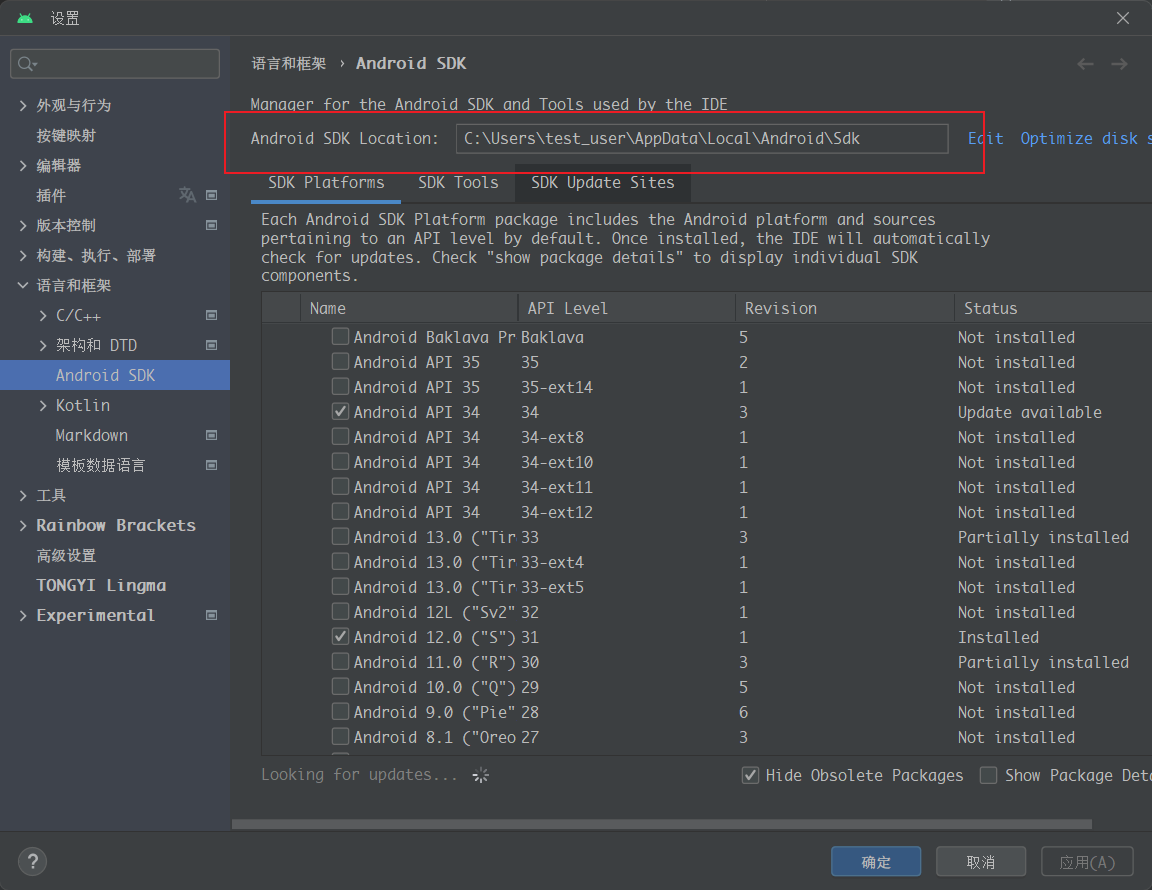 设置
语言和框架 › Android SDK
Manager for the Android SDK and Tools used by the IDE
Android SDK Location: C:\Users\test_user\AppData\Local\Android\Sdk Edit Optimize disk s
外观与行为
按键映射
编辑器
插件
版本控制
构建、执行、部署
语言和框架
C/C++
架构和 DTD
Android SDK
Kotlin
Markdown
模板数据语言
工具
Rainbow Brackets
高级设置
TONGYI Lingma
Experimental
SDK Platforms SDK Tools SDK Update Sites
Each Android SDK Platform package includes the Android platform and sources
pertaining to an API level by default. Once installed, the IDE will automatically
check for updates. Check "show package details" to display individual SDK
components.
Name API Level Revision Status
Android Baklava Pr Baklava 5 Not installed
Android API 35 35 2 Not installed
Android API 35 35-ext14 1 Not installed
Android API 34 34 3 Update available
Android API 34 34-ext8 1 Not installed
Android API 34 34-ext10 1 Not installed
Android API 34 34-ext11 1 Not installed
Android API 34 34-ext12 1 Not installed
Android 13.0 ("Tir 33 3 Partially installed
Android 13.0 ("Tir 33-ext4 1 Not installed
Android 13.0 ("Tir 33-ext5 1 Not installed
Android 12L ("Sv2" 32 1 Not installed
Android 12.0 ("S") 31 1 Installed
Android 11.0 ("R") 30 3 Partially installed
Android 10.0 ("Q") 29 5 Not installed
Android 9.0 ("Pie" 28 6 Not installed
Android 8.1 ("Oreo 27 3 Not installed
Looking for updates... Hide Obsolete Packages Show Package Deta
? 确定 取消 应用(A)